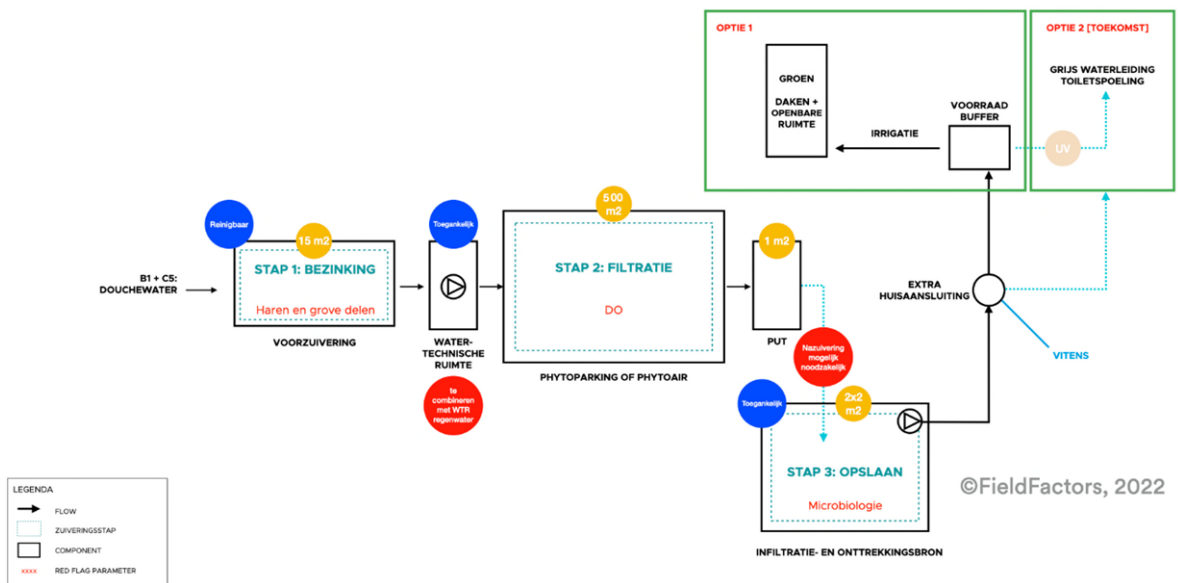 OPTIE 1
OPTIE 2 [TOEKOMST]
GROEN
DAKEN +
OPENBARE
RUIMTE
IRRIGATIE
VOORRAAD
BUFFER
GRIJS WATERLEIDING
TOILETSPOELING
UV
Reinigbaar
15 m2
B1 + C5:
DOUCHEWATER
STAP 1: BEZINKING
Haren en grove delen
VOORZUIVERING
Toegankelijk
WATER-
TECHNISCHE
RUIMTE
te
combineren
met WTR
regenwater
500
m2
STAP 2: FILTRATIE
DO
PHYTOPARKING OF PHYTOAIR
1 m2
PUT
Nazuivering
mogelijk
noodzakelijk
EXTRA
HUISAANSLUITING
VITENS
Toegankelijk
2x2
m2
STAP 3: OPSLAAN
Microbiologie
INFILTRATIE- EN ONTTREKKINGSBRON
©FieldFactors, 2022
LEGENDA
FLOW
ZUIVERINGSSTAP
COMPONENT
xxxx RED FLAG PARAMETER